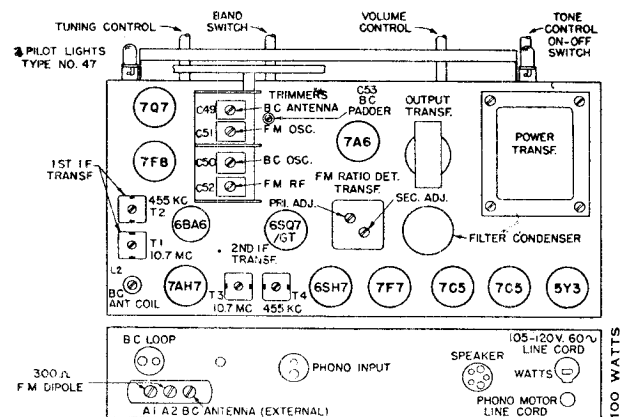 TUNING CONTROL
BAND
SWITCH
VOLUME
CONTROL
TONE
CONTROL
ON-OFF
SWITCH
2 PILOT LIGHTS
TYPE NO. 47
TRIMMERS
C49
BC ANTENNA
C51
FM OSC.
C50
BC OSC.
C52
FM RF
C53
BC
PADDER
OUTPUT
TRANSF.
POWER
TRANSF.
7Q7
7F8
7A6
1ST IF
TRANSF
455 KC
T2
T1
10.7 MC
6BA6
6SQ7
/GT
FM RATIO DET.
TRANSF.
PRI. ADJ.
SEC. ADJ.
FILTER CONDENSER
2ND IF
TRANSF.
L2
BC
ANT COIL
7AH7
T3
10.7 MC
T4
455 KC
6SH7
7F7
7C5
7C5
5Y3
BC LOOP
PHONO INPUT
SPEAKER
105-120V. 60~
LINE CORD
WATTS
PHONO MOTOR
LINE CORD
100 WATTS
300Ω
FM DIPOLE
A1 A2 BC ANTENNA (EXTERNAL)